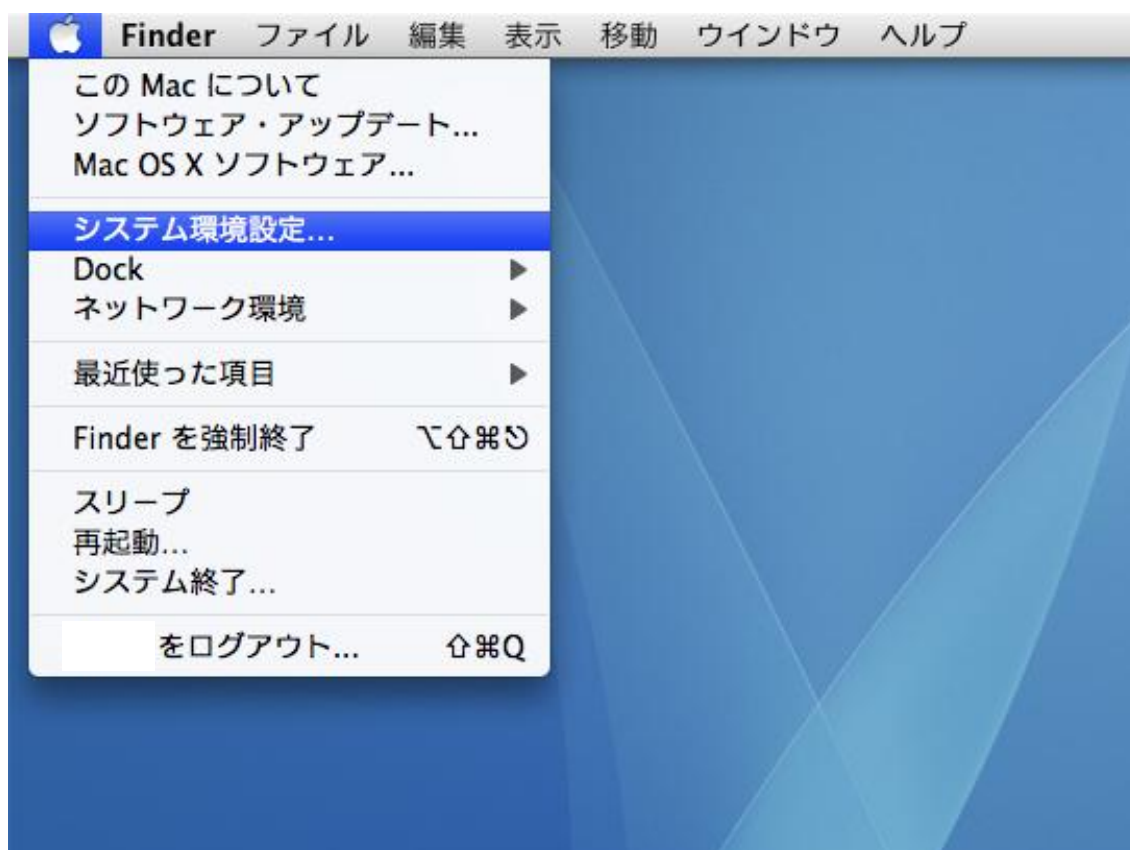 Finder ファイル 編集 表示 移動 ウインドウ ヘルプ
この Mac について
ソフトウェア・アップデート...
Mac OS X ソフトウェア...
システム環境設定...
Dock ▶
ネットワーク環境 ▶
最近使った項目 ▶
Finder を強制終了 ⌥⇧⌘⎋
スリープ
再起動...
システム終了...
をログアウト... ⇧⌘Q